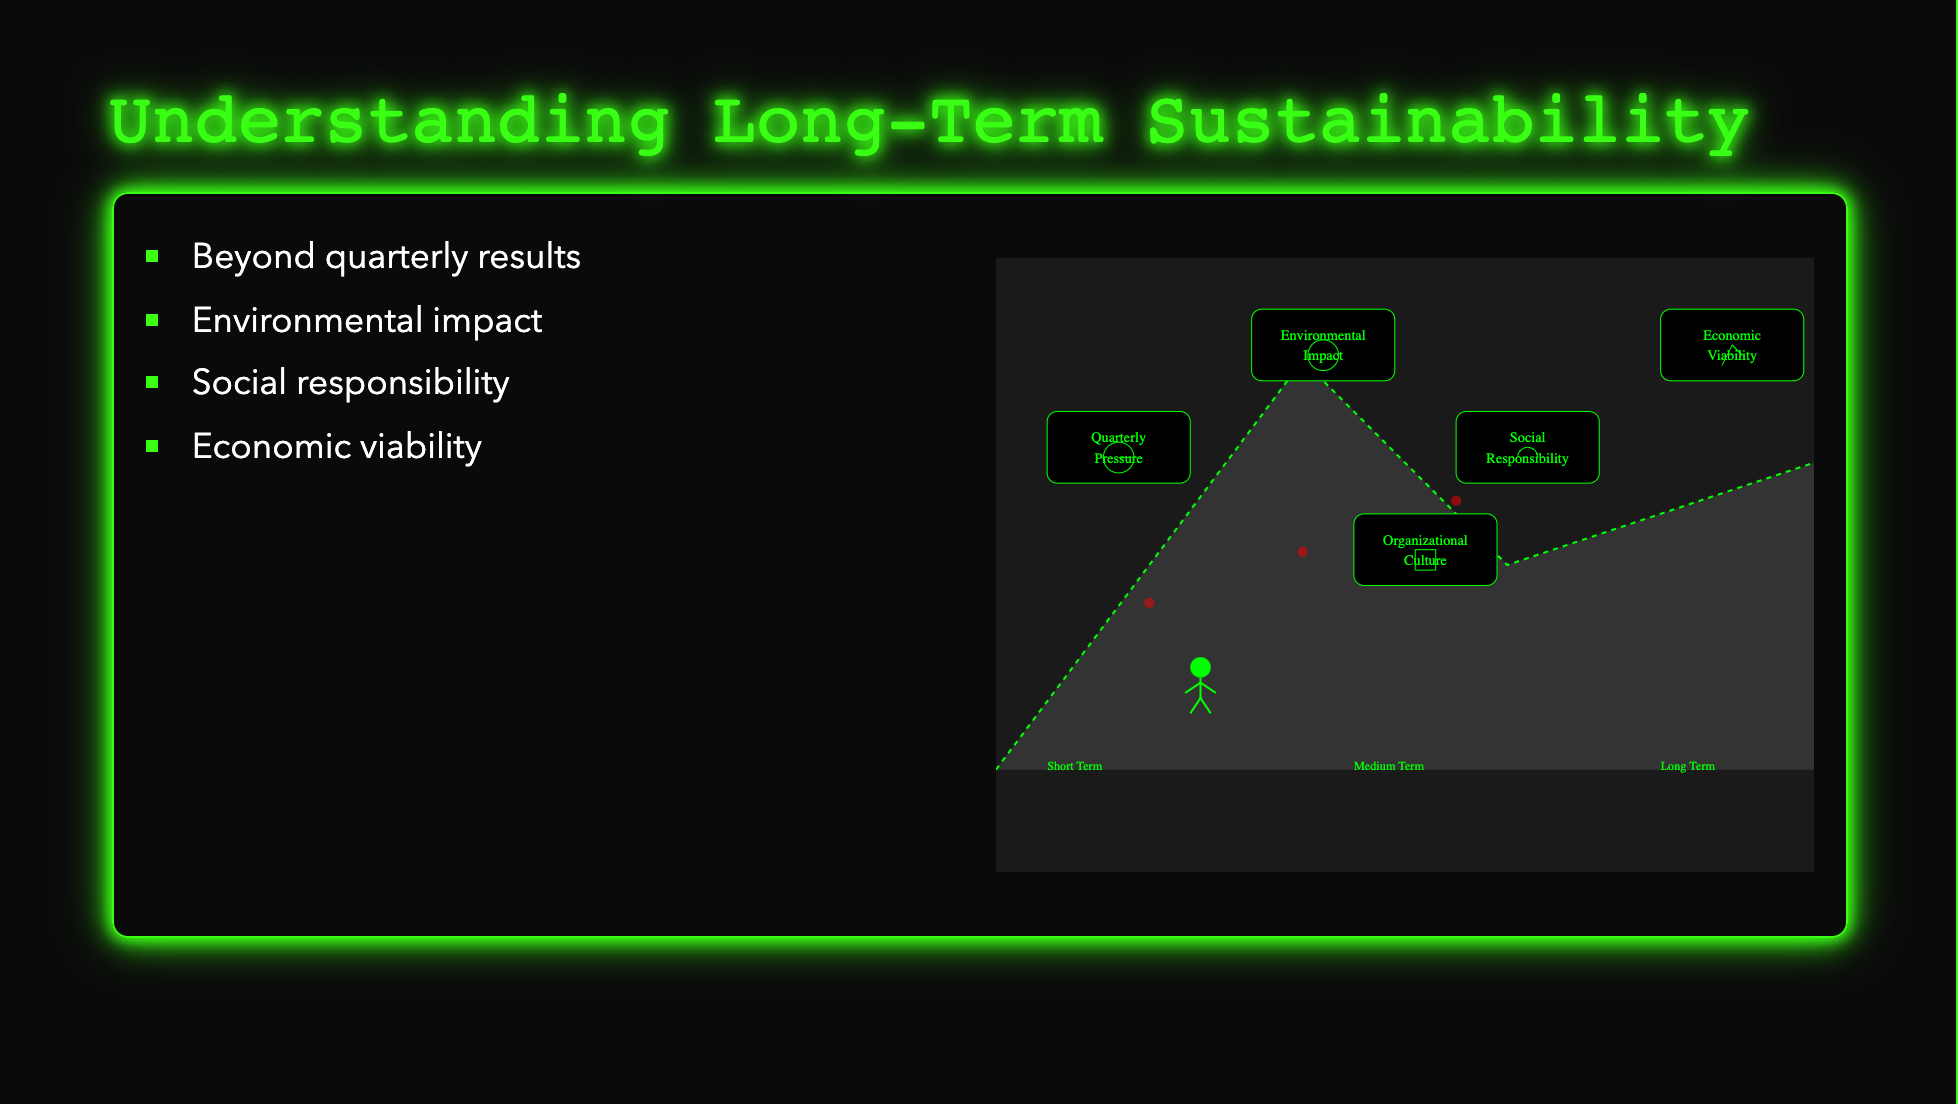 Understanding Long-Term Sustainability
Beyond quarterly results
Environmental impact
Social responsibility
Economic viability
Environmental
Impact
Economic
Viability
Quarterly
Pressure
Social
Responsibility
Organizational
Culture
Short Term
Medium Term
Long Term